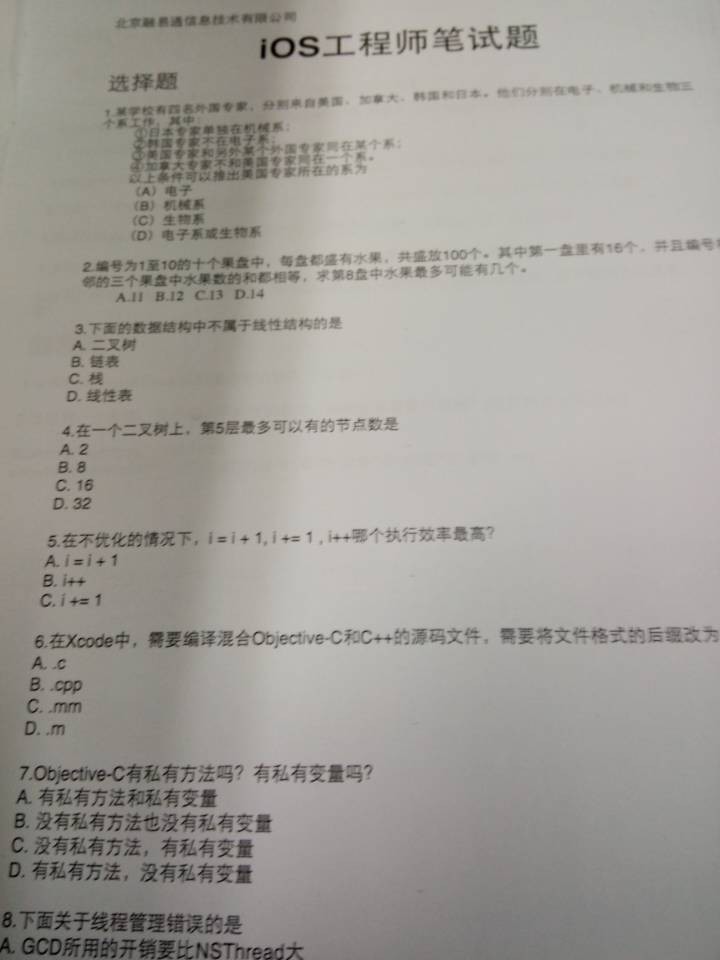 北京融易通信息技术有限公司
iOS工程师笔试题
选择题
1.某学校有四名外国专家，分别来自美国、加拿大、韩国和日本。他们分别在电子、机械和生物三
个系工作，其中：
①日本专家单独在机械系；
②韩国专家不在电子系；
③美国专家和另外某个外国专家同在某个系；
④加拿大专家不和美国专家同在一个系。
以上条件可以推出美国专家所在的系为
（A）电子
（B）机械系
（C）生物系
（D）电子系或生物系
2.编号为1至10的十个果盘中，每盘都盛有水果，共盛放100个。其中第一盘里有16个，并且编号
邻的三个果盘中水果数的和都相等，求第8盘中水果最多可能有几个。
A.11 B.12 C.13 D.14
3.下面的数据结构中不属于线性结构的是
A. 二叉树
B. 链表
C. 栈
D. 线性表
4.在一个二叉树上，第5层最多可以有的节点数是
A. 2
B. 8
C. 16
D. 32
5.在不优化的情况下，i = i + 1, i += 1 , i++哪个执行效率最高？
A. i = i + 1
B. i++
C. i += 1
6.在Xcode中，需要编译混合Objective-C和C++的源码文件，需要将文件格式的后缀改为
A. .c
B. .cpp
C. .mm
D. .m
7.Objective-C有私有方法吗？有私有变量吗？
A. 有私有方法和私有变量
B. 没有私有方法也没有私有变量
C. 没有私有方法，有私有变量
D. 有私有方法，没有私有变量
8.下面关于线程管理错误的是
A. GCD所用的开销要比NSThread大